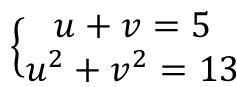 u + v = 5
u² + v² = 13